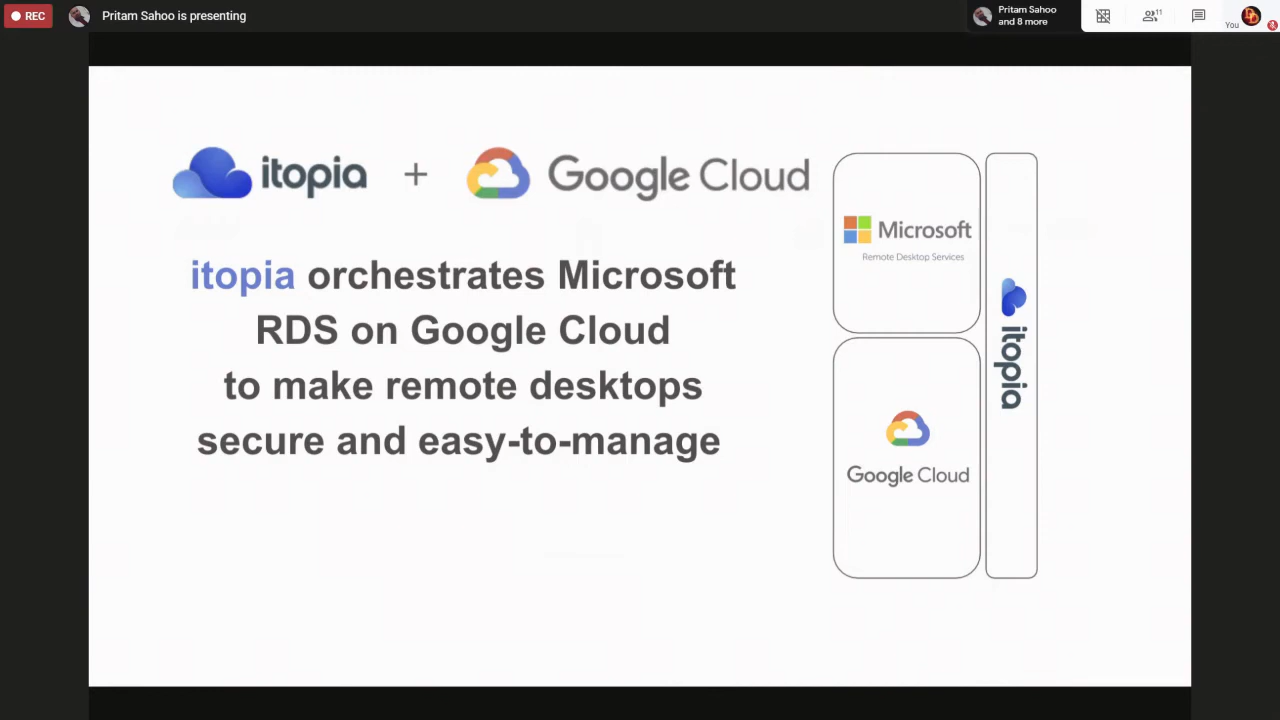 REC
Pritam Sahoo is presenting
Pritam Sahoo
and 8 more
11
You
itopia + Google Cloud
itopia orchestrates Microsoft
RDS on Google Cloud
to make remote desktops
secure and easy-to-manage
Microsoft
Remote Desktop Services
Google Cloud
itopia